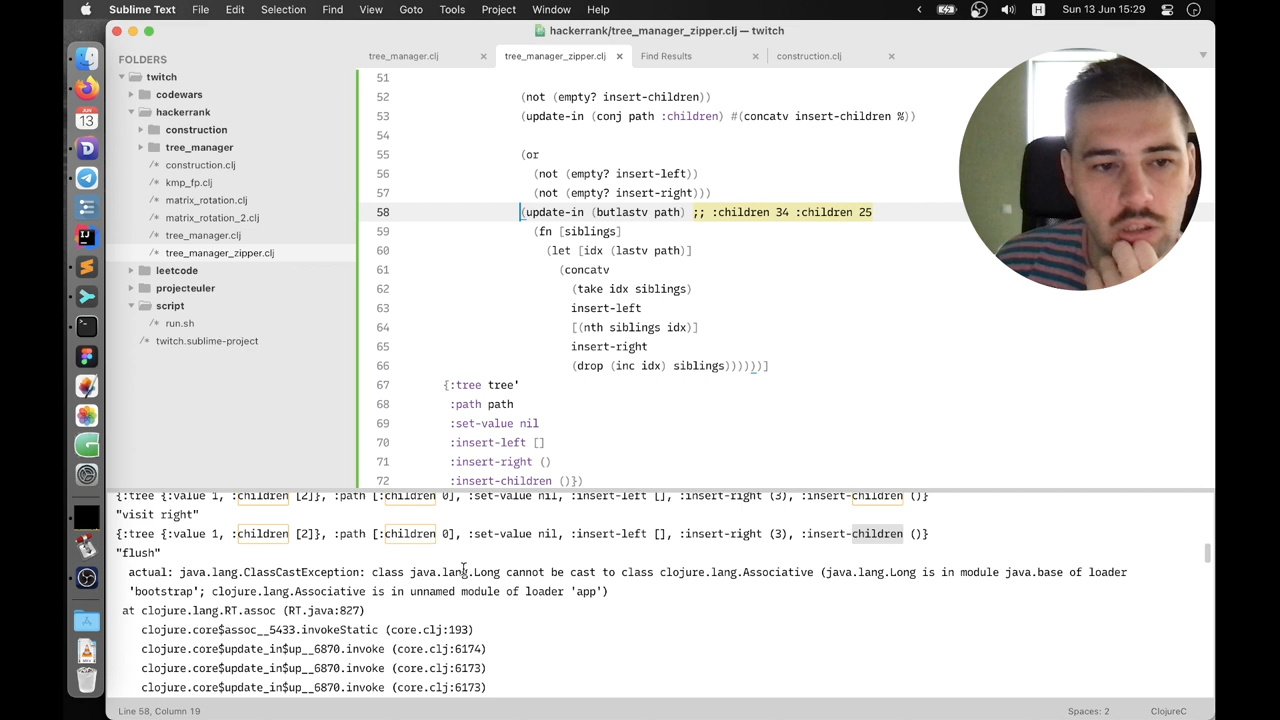 Sublime Text File Edit Selection Find View Goto Tools Project Window Help H Sun 13 Jun 15:29
hackerrank/tree_manager_zipper.clj — twitch
FOLDERS
twitch
codewars
hackerrank
construction
tree_manager
/* construction.clj
/* kmp_fp.clj
/* matrix_rotation.clj
/* matrix_rotation_2.clj
/* tree_manager.clj
/* tree_manager_zipper.clj
leetcode
projecteuler
script
/* run.sh
/* twitch.sublime-project
JUN
13
tree_manager.clj tree_manager_zipper.clj Find Results construction.clj
51
52 (not (empty? insert-children))
53 (update-in (conj path :children) #(concatv insert-children %))
54
55 (or
56 (not (empty? insert-left))
57 (not (empty? insert-right)))
58 (update-in (butlastv path) ;; :children 34 :children 25
59 (fn [siblings]
60 (let [idx (lastv path)]
61 (concatv
62 (take idx siblings)
63 insert-left
64 [(nth siblings idx)]
65 insert-right
66 (drop (inc idx) siblings))))))]
67 {:tree tree'
68 :path path
69 :set-value nil
70 :insert-left []
71 :insert-right ()
72 :insert-children ()})
{:tree {:value 1, :children [2]}, :path [:children 0], :set-value nil, :insert-left [], :insert-right (3), :insert-children ()}
"visit right"
{:tree {:value 1, :children [2]}, :path [:children 0], :set-value nil, :insert-left [], :insert-right (3), :insert-children ()}
"flush"
actual: java.lang.ClassCastException: class java.lang.Long cannot be cast to class clojure.lang.Associative (java.lang.Long is in module java.base of loader
'bootstrap'; clojure.lang.Associative is in unnamed module of loader 'app')
at clojure.lang.RT.assoc (RT.java:827)
clojure.core$assoc__5433.invokeStatic (core.clj:193)
clojure.core$update_in$up__6870.invoke (core.clj:6174)
clojure.core$update_in$up__6870.invoke (core.clj:6173)
clojure.core$update_in$up__6870.invoke (core.clj:6173)
Line 58, Column 19 Spaces: 2 ClojureC